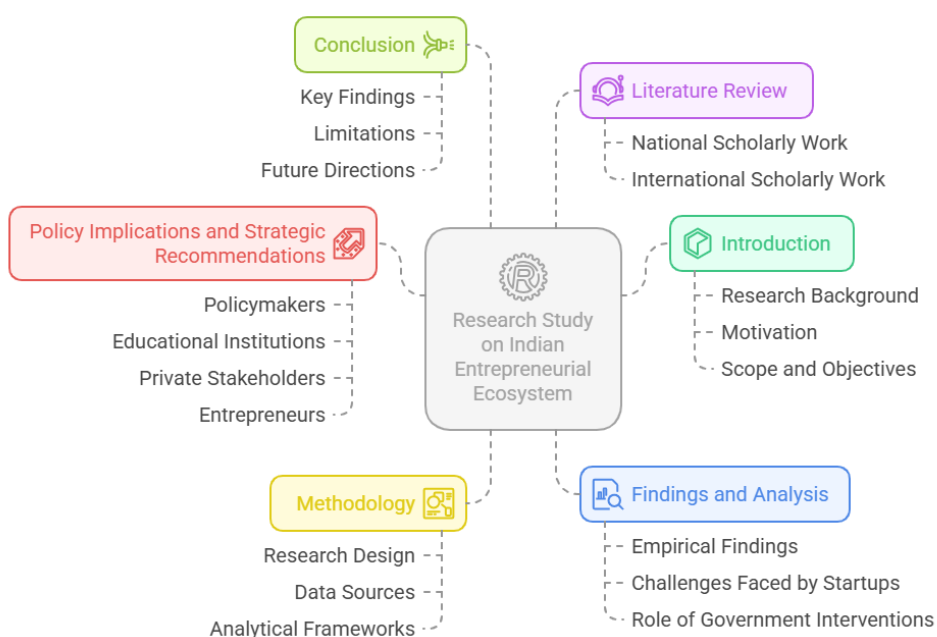 Conclusion
Key Findings
Limitations
Future Directions
Literature Review
National Scholarly Work
International Scholarly Work
Policy Implications and Strategic
Recommendations
Policymakers
Educational Institutions
Private Stakeholders
Entrepreneurs
R
Research Study
on Indian
Entrepreneurial
Ecosystem
Introduction
Research Background
Motivation
Scope and Objectives
Methodology
Research Design
Data Sources
Analytical Frameworks
Findings and Analysis
Empirical Findings
Challenges Faced by Startups
Role of Government Interventions